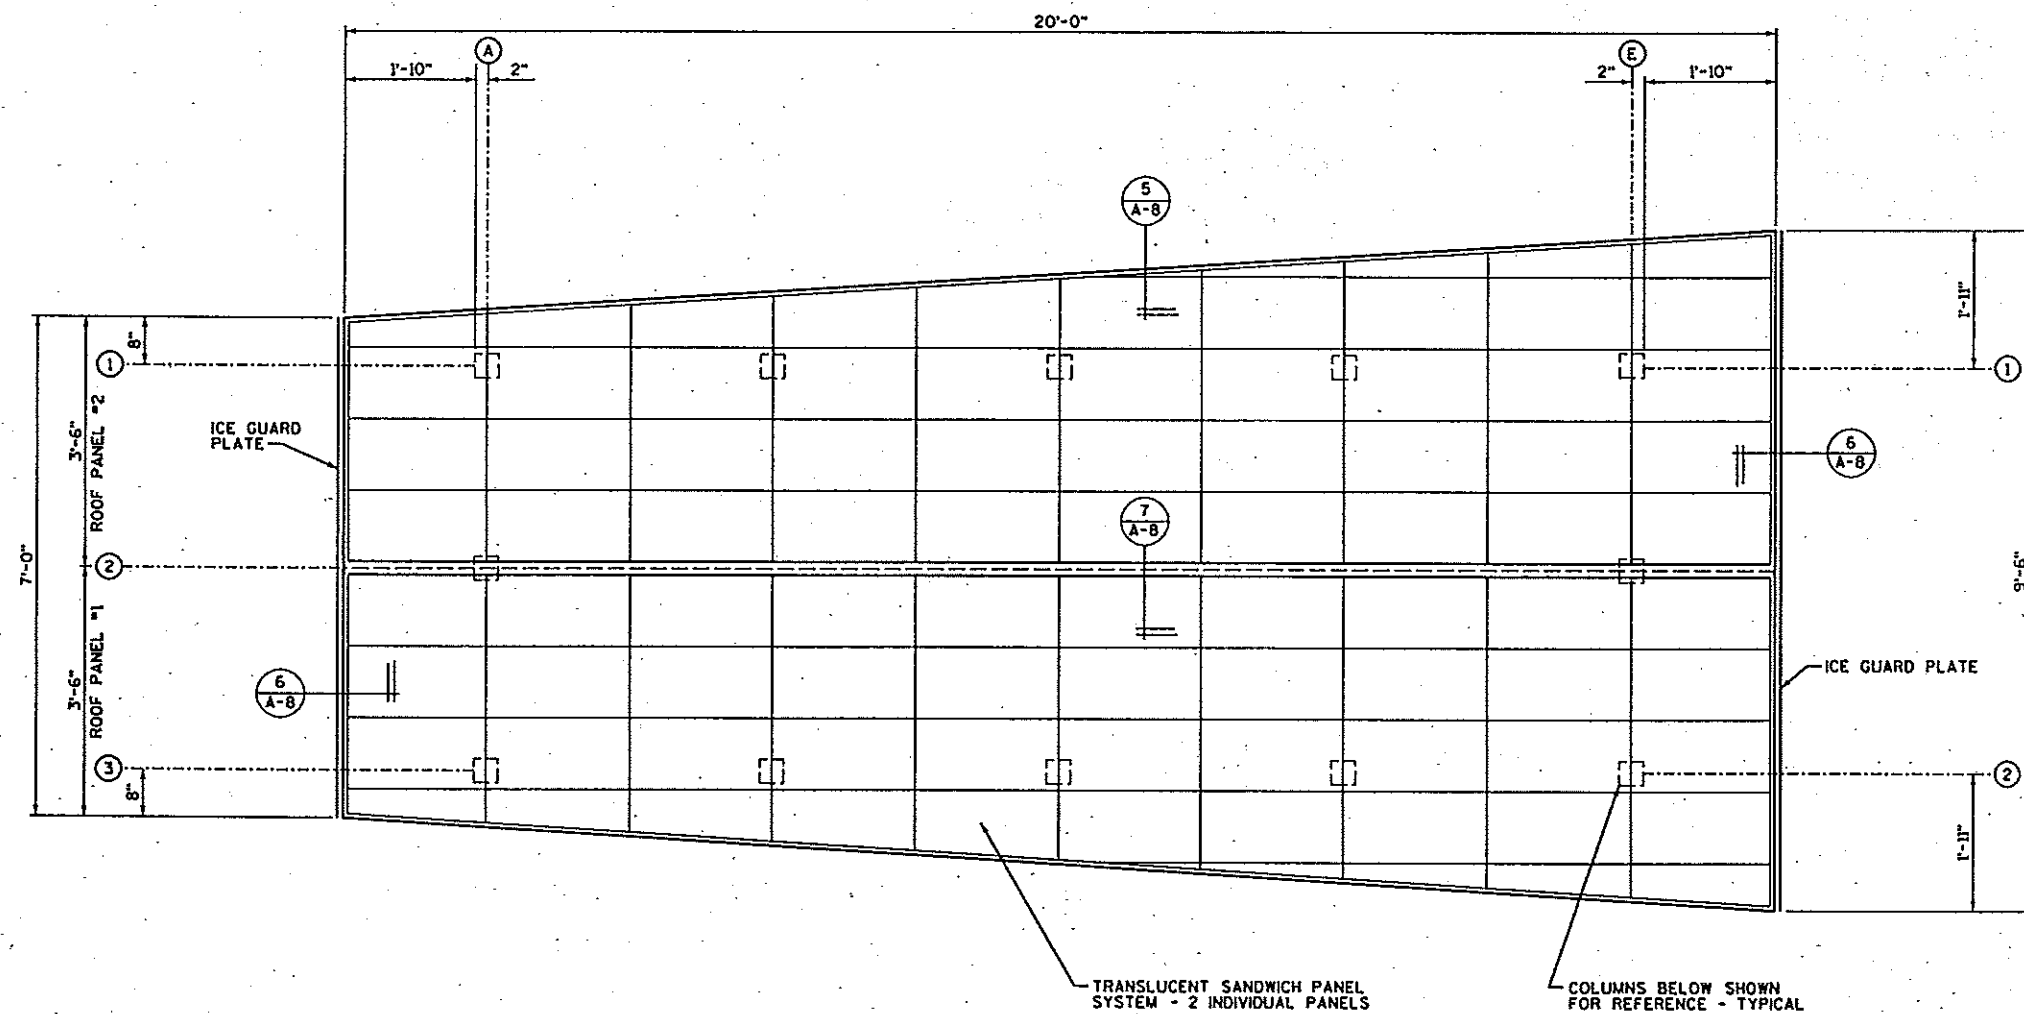 20'-0"
A
E
1'-10"
2"
2"
1'-10"
5
A-8
1'-11"
8"
1
1
3'-6"
ROOF PANEL #2
ICE GUARD
PLATE
6
A-8
7
A-8
7'-0"
2
9'-6"
3'-6"
ROOF PANEL #1
6
A-8
ICE GUARD PLATE
3
2
8"
1'-11"
TRANSLUCENT SANDWICH PANEL
SYSTEM - 2 INDIVIDUAL PANELS
COLUMNS BELOW SHOWN
FOR REFERENCE - TYPICAL